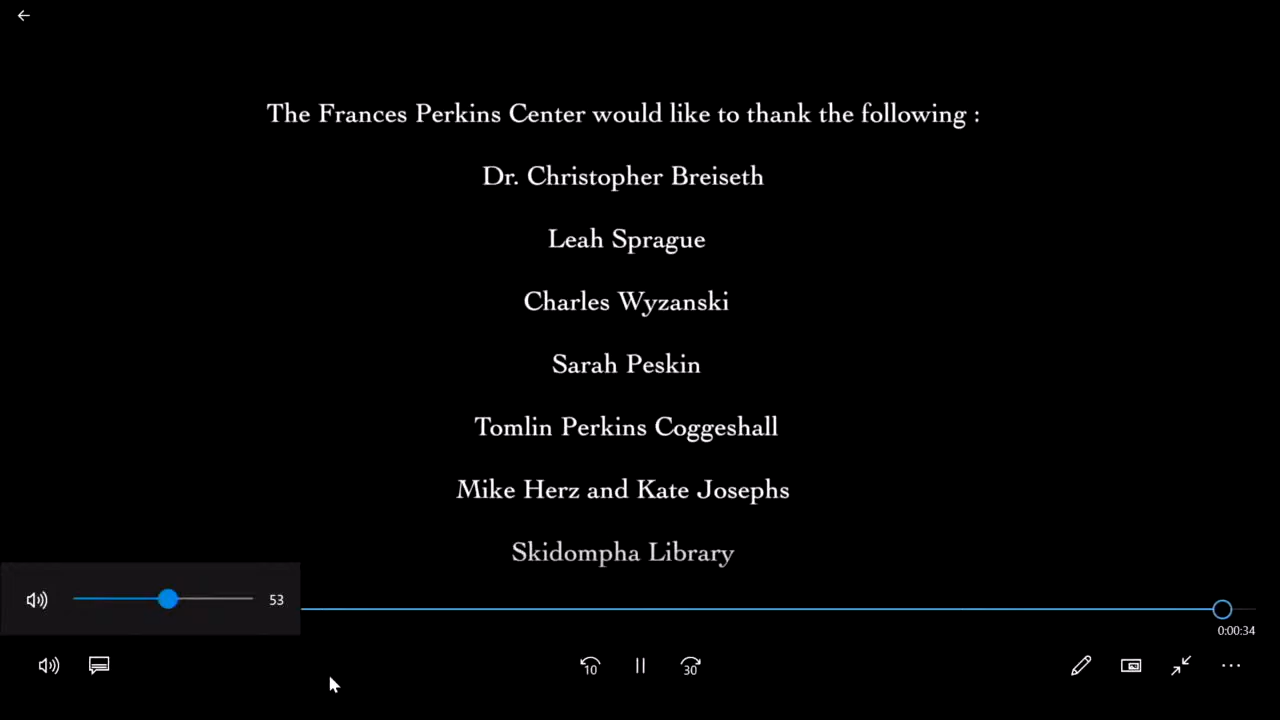 The Frances Perkins Center would like to thank the following :
Dr. Christopher Breiseth
Leah Sprague
Charles Wyzanski
Sarah Peskin
Tomlin Perkins Coggeshall
Mike Herz and Kate Josephs
Skidompha Library
53
0:00:34
10
30